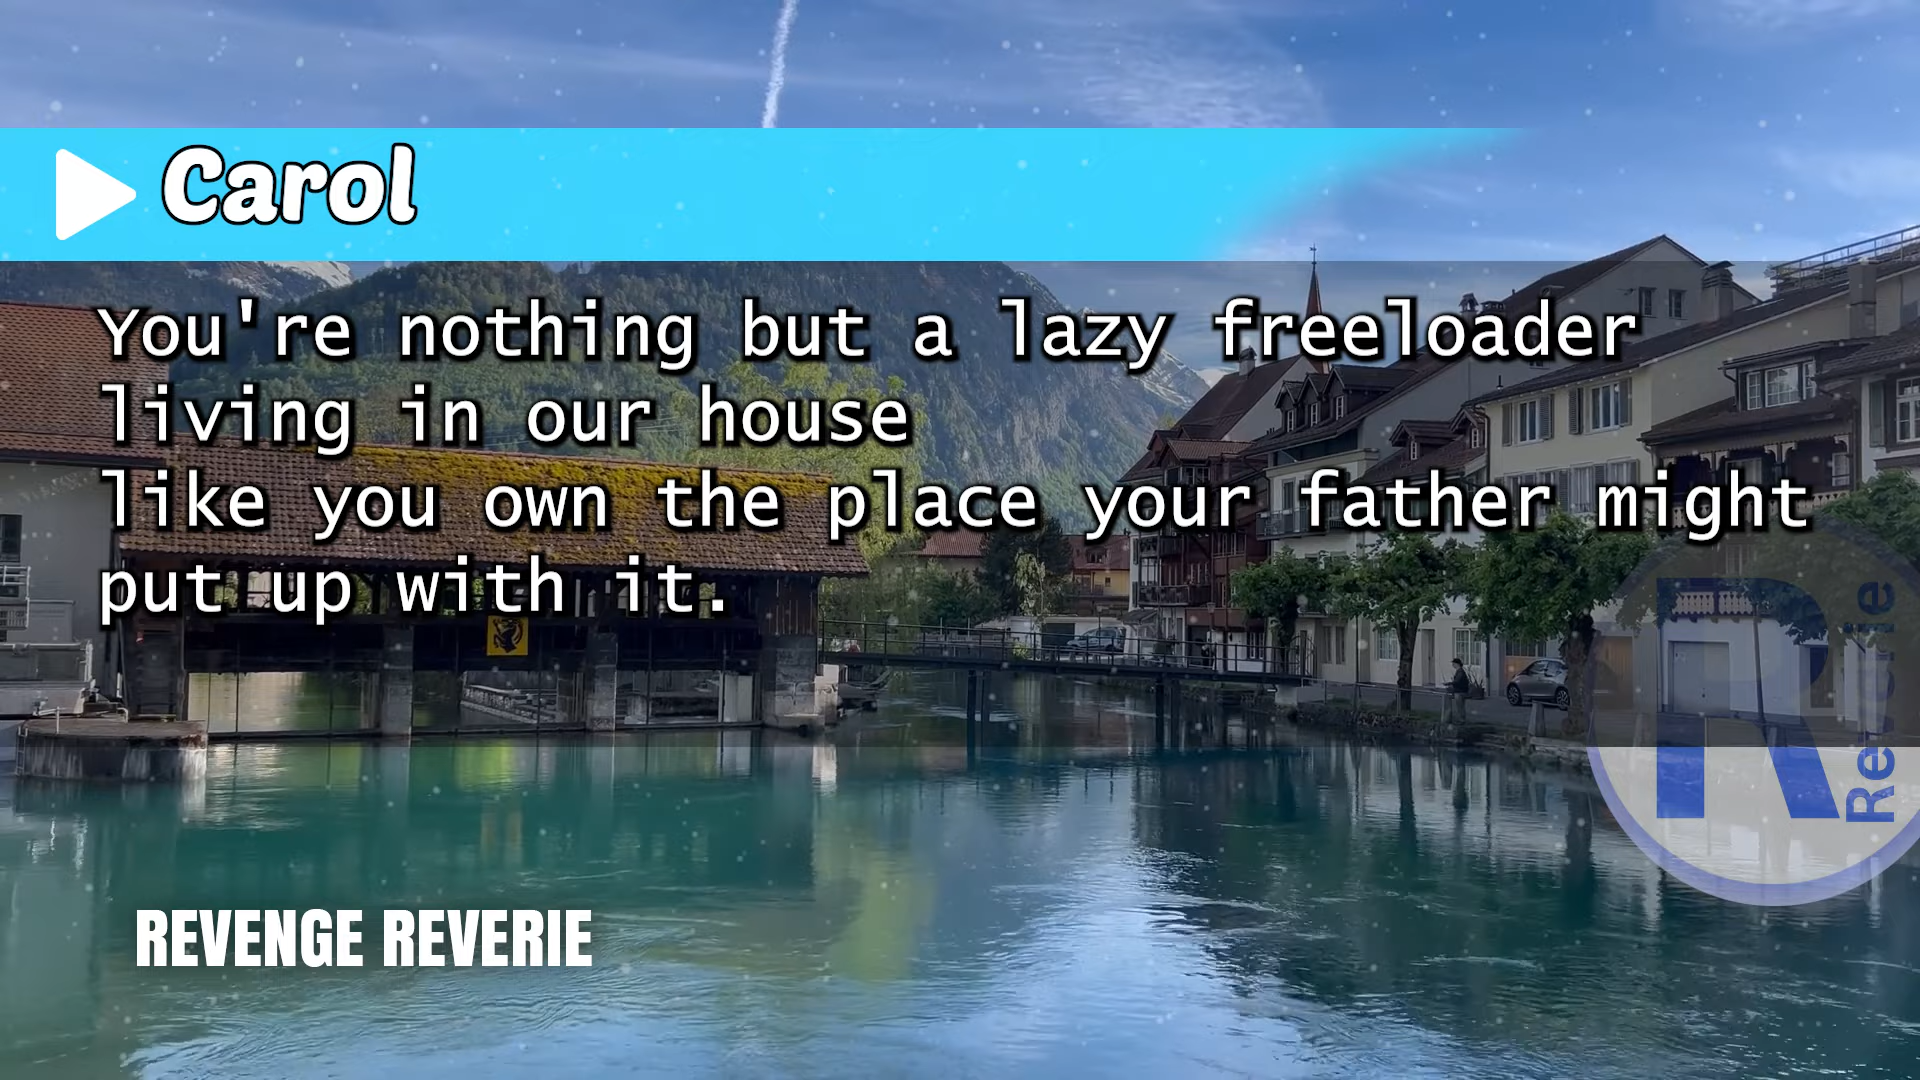 Carol
You're nothing but a lazy freeloader
living in our house
like you own the place your father might
put up with it.
R
Reverie
REVENGE REVERIE